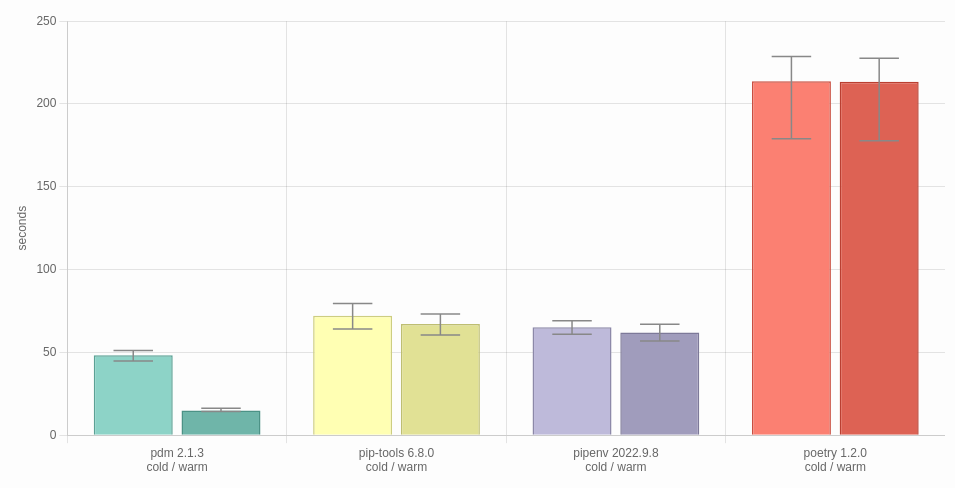 250
200
150
100
50
0
seconds
pdm 2.1.3
cold / warm
pip-tools 6.8.0
cold / warm
pipenv 2022.9.8
cold / warm
poetry 1.2.0
cold / warm